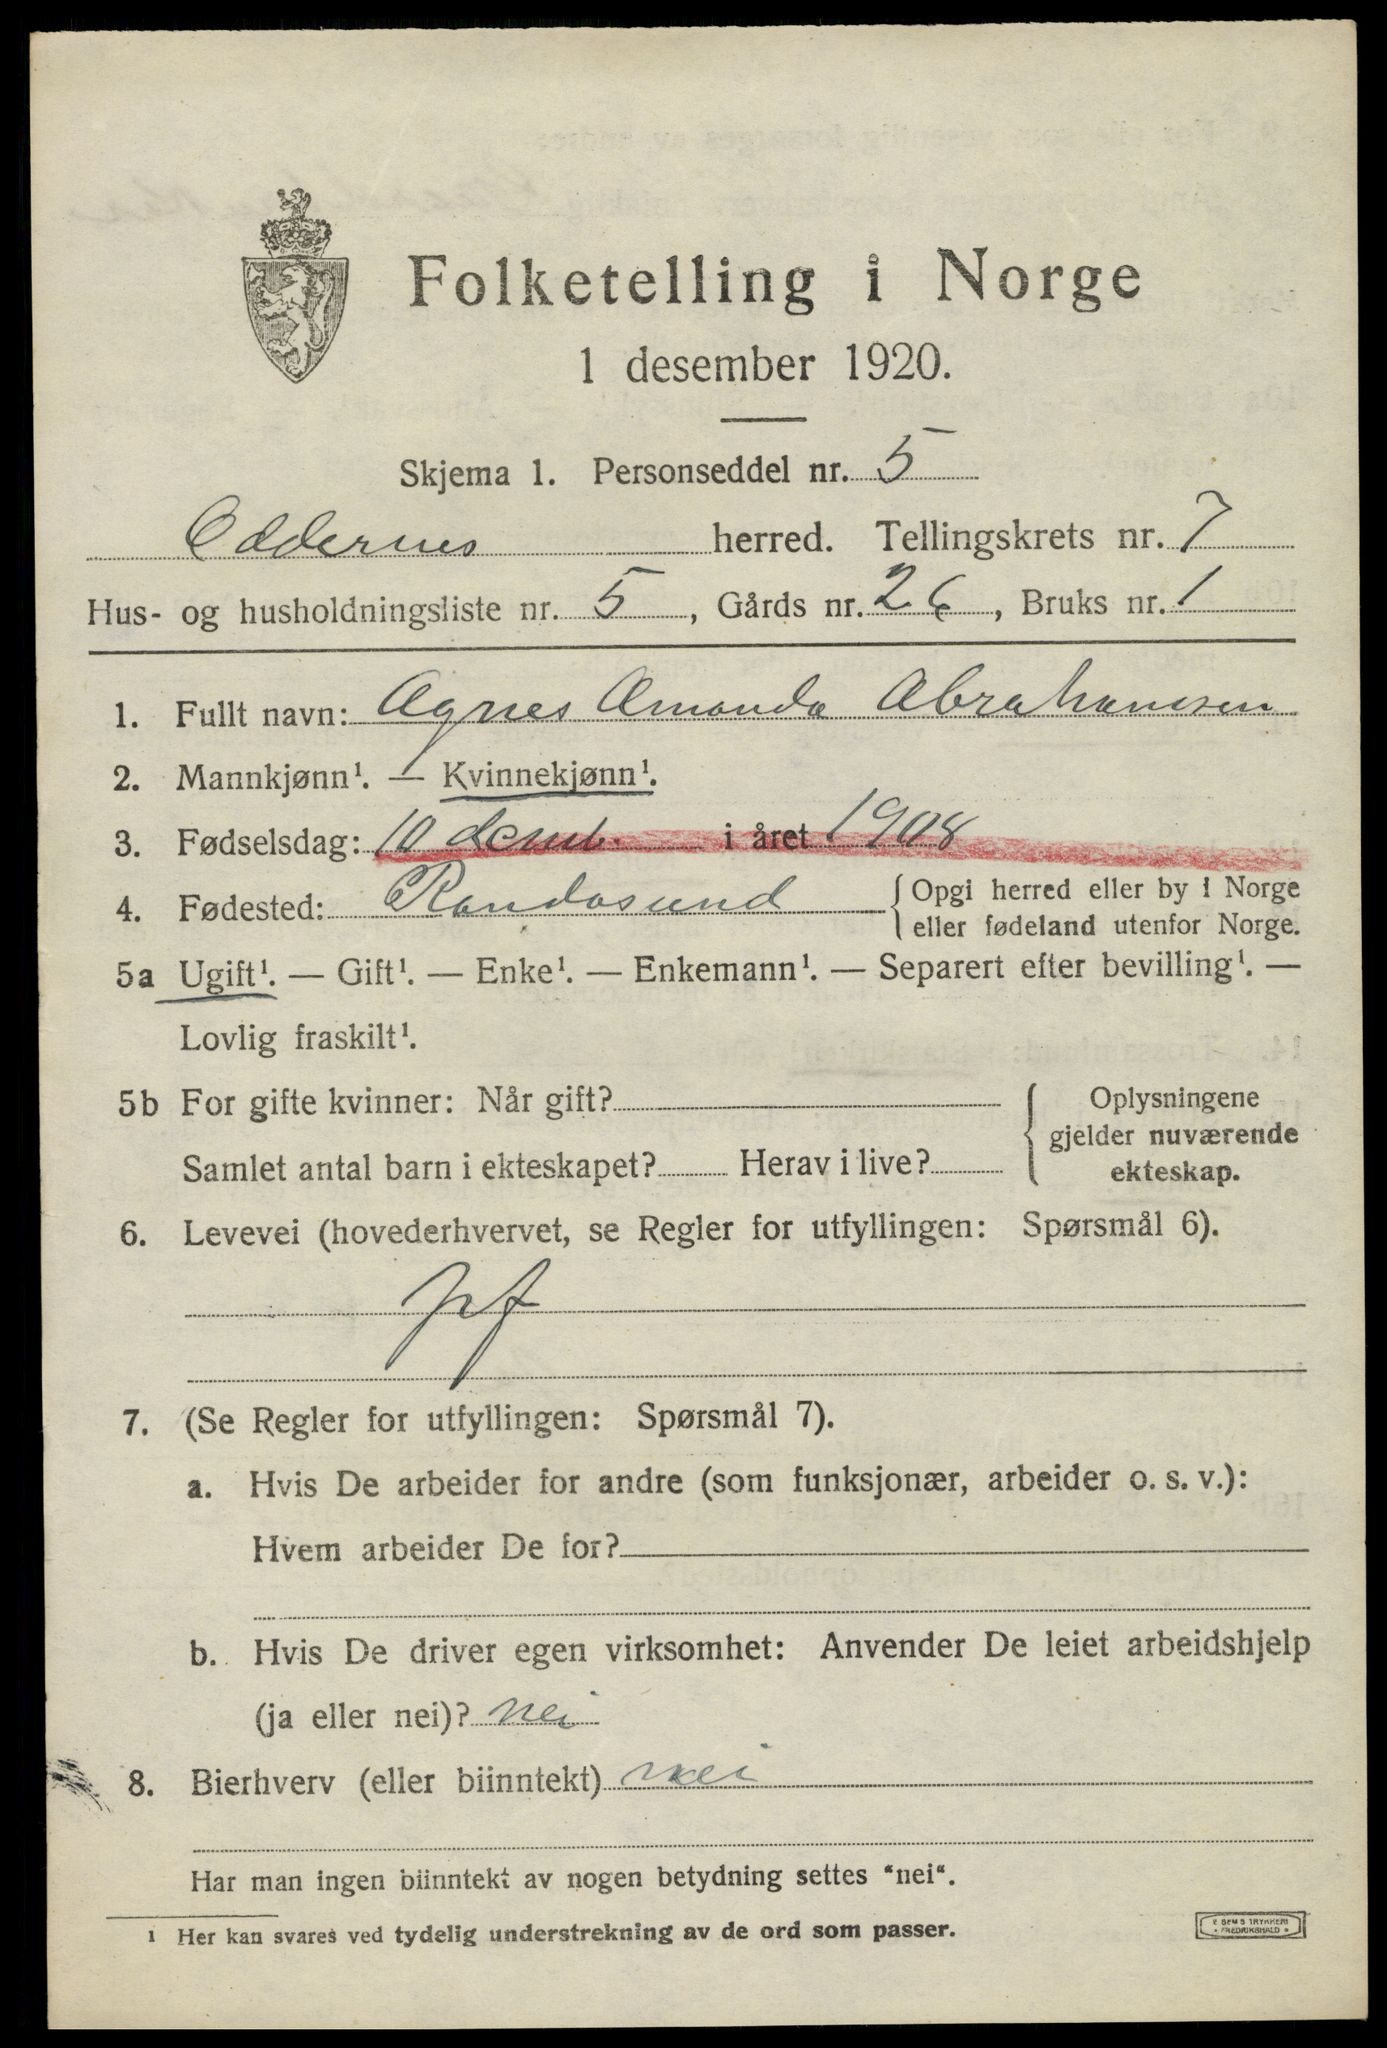 Folketelling i Norge
1 desember 1920.
Skjema 1. Personseddel nr. 5
Oddernes herred. Tellingskrets nr. 7
Hus- og husholdningsliste nr. 5, Gårds nr. 26, Bruks nr. 1
1. Fullt navn: Agnes Amanda Abrahamsen
2. Mannkjønn¹. — Kvinnekjønn¹.
3. Fødselsdag: 10 desemb. i året 1908
4. Fødested: Randosund {Opgi herred eller by i Norge
eller fødeland utenfor Norge.
5a Ugift¹. — Gift¹. — Enke¹. — Enkemann¹. — Separert efter bevilling¹. —
Lovlig fraskilt¹.
5b For gifte kvinner: Når gift?
Samlet antal barn i ekteskapet? Herav i live?
{Oplysningene
gjelder nuværende
ekteskap.
6. Levevei (hovederhvervet, se Regler for utfyllingen: Spørsmål 6).
7. (Se Regler for utfyllingen: Spørsmål 7).
a. Hvis De arbeider for andre (som funksjonær, arbeider o. s. v.):
Hvem arbeider De for?
b. Hvis De driver egen virksomhet: Anvender De leiet arbeidshjelp
(ja eller nei)? nei
8. Bierhverv (eller biinntekt) nei
Har man ingen biinntekt av nogen betydning settes "nei".
1 Her kan svares ved tydelig understrekning av de ord som passer.
E SEMS TRYKKERI
FREDRIKSHALD